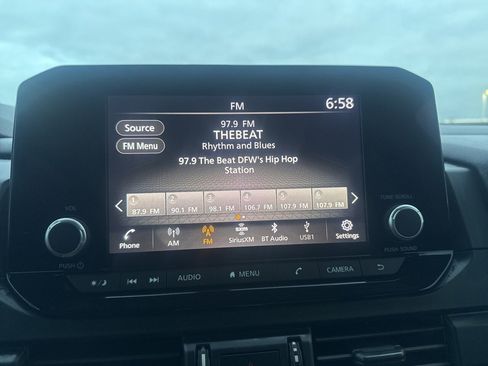 FM
6:58
97.9 FM
Source
THEBEAT
FM Menu
Rhythm and Blues
97.9 The Beat DFW's Hip Hop
Station
1 2 3 4 5 6
87.9 FM 90.1 FM 98.1 FM 106.7 FM 107.9 FM 107.9 FM
Phone AM FM SiriusXM BT Audio USB1 Settings
VOL
TUNE·SCROLL
PUSH
PUSH SOUND
AUDIO MENU CAMERA